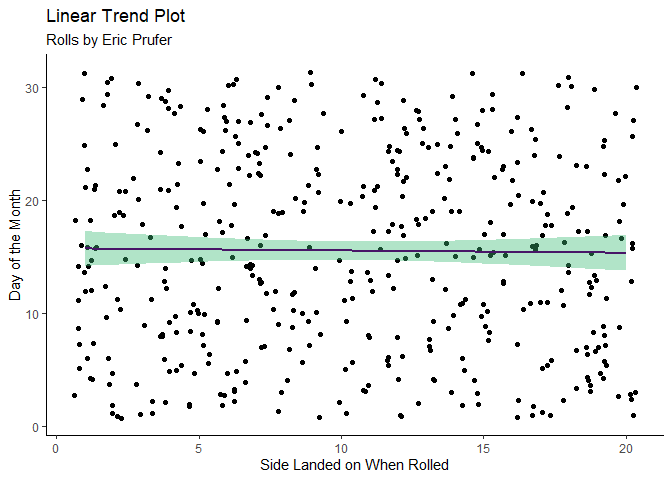 Linear Trend Plot
Rolls by Eric Prufer
30
20
10
0
Day of the Month
0 5 10 15 20
Side Landed on When Rolled